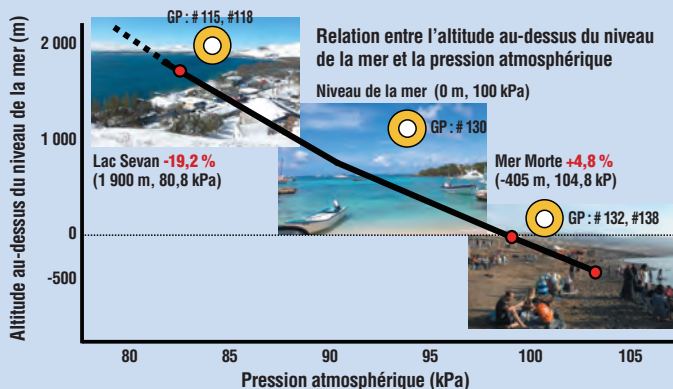 GP : # 115, #118
Relation entre l'altitude au-dessus du niveau
de la mer et la pression atmosphérique
Niveau de la mer (0 m, 100 kPa)
GP : # 130
Lac Sevan -19,2 %
(1 900 m, 80,8 kPa)
Mer Morte +4,8 %
(-405 m, 104,8 kP)
GP : # 132, #138
Altitude au-dessus du niveau de la mer (m)
2 000
1 000
0
-500
80
85
90
95
100
105
Pression atmosphérique (kPa)